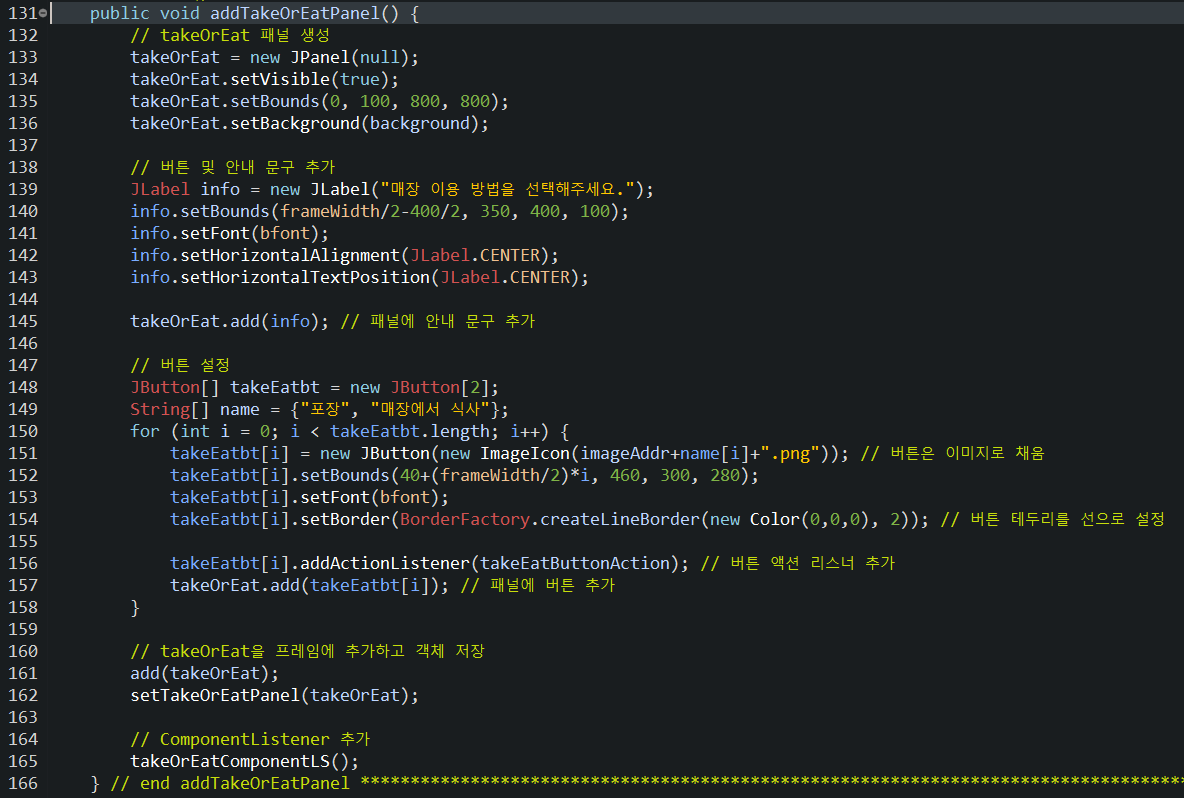 131 public void addTakeOrEatPanel() {
132 // takeOrEat 패널 생성
133 takeOrEat = new JPanel(null);
134 takeOrEat.setVisible(true);
135 takeOrEat.setBounds(0, 100, 800, 800);
136 takeOrEat.setBackground(background);
137
138 // 버튼 및 안내 문구 추가
139 JLabel info = new JLabel("매장 이용 방법을 선택해주세요.");
140 info.setBounds(frameWidth/2-400/2, 350, 400, 100);
141 info.setFont(bfont);
142 info.setHorizontalAlignment(JLabel.CENTER);
143 info.setHorizontalTextPosition(JLabel.CENTER);
144
145 takeOrEat.add(info); // 패널에 안내 문구 추가
146
147 // 버튼 설정
148 JButton[] takeEatbt = new JButton[2];
149 String[] name = {"포장", "매장에서 식사"};
150 for (int i = 0; i < takeEatbt.length; i++) {
151 takeEatbt[i] = new JButton(new ImageIcon(imageAddr+name[i]+".png")); // 버튼은 이미지로 채움
152 takeEatbt[i].setBounds(40+(frameWidth/2)*i, 460, 300, 280);
153 takeEatbt[i].setFont(bfont);
154 takeEatbt[i].setBorder(BorderFactory.createLineBorder(new Color(0,0,0), 2)); // 버튼 테두리를 선으로 설정
155
156 takeEatbt[i].addActionListener(takeEatButtonAction); // 버튼 액션 리스너 추가
157 takeOrEat.add(takeEatbt[i]); // 패널에 버튼 추가
158 }
159
160 // takeOrEat을 프레임에 추가하고 객체 저장
161 add(takeOrEat);
162 setTakeOrEatPanel(takeOrEat);
163
164 // ComponentListener 추가
165 takeOrEatComponentLS();
166 } // end addTakeOrEatPanel ***********************************************************************************